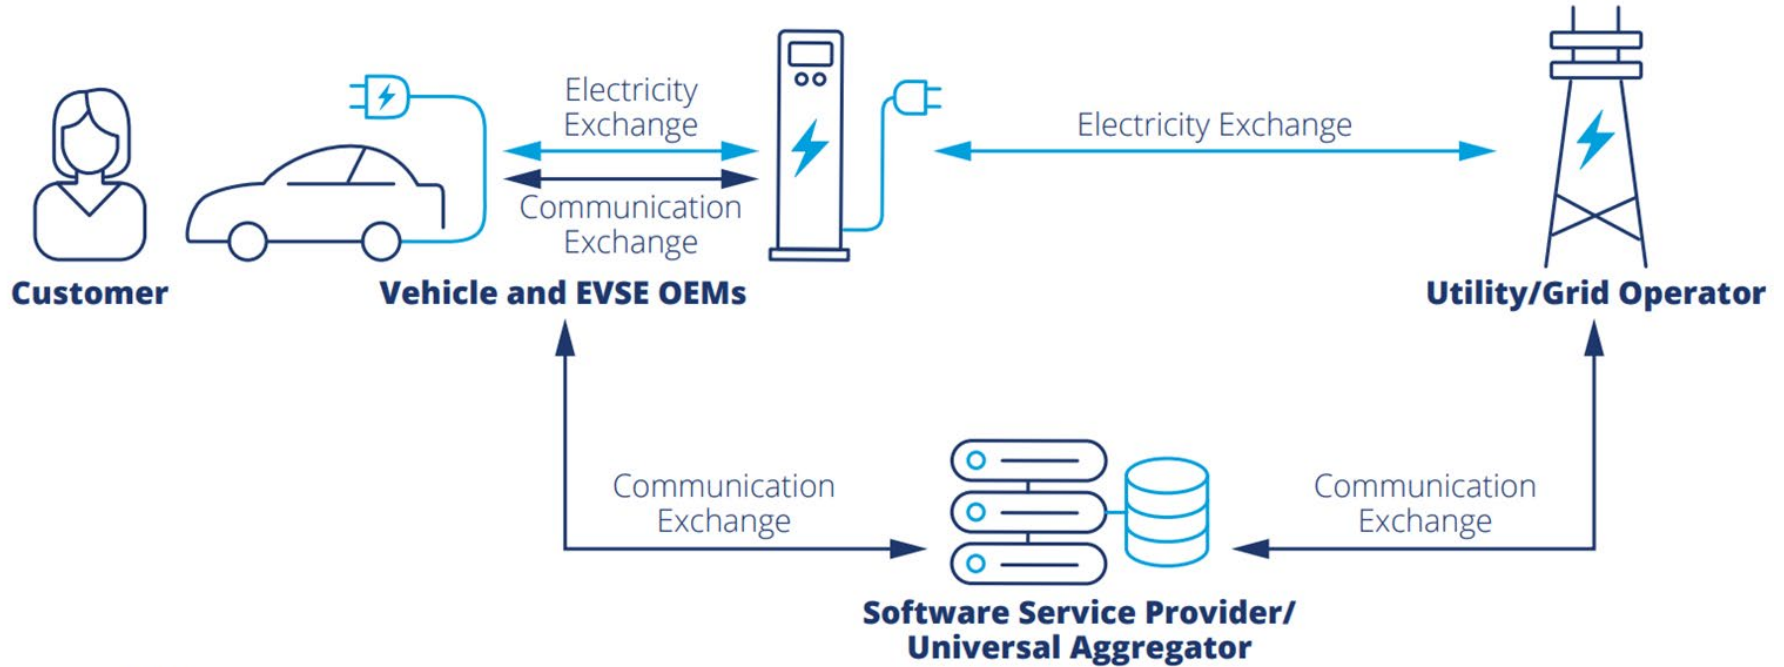 Electricity
Exchange
Communication
Exchange
Electricity Exchange
Customer
Vehicle and EVSE OEMs
Utility/Grid Operator
Communication
Exchange
Communication
Exchange
Software Service Provider/
Universal Aggregator